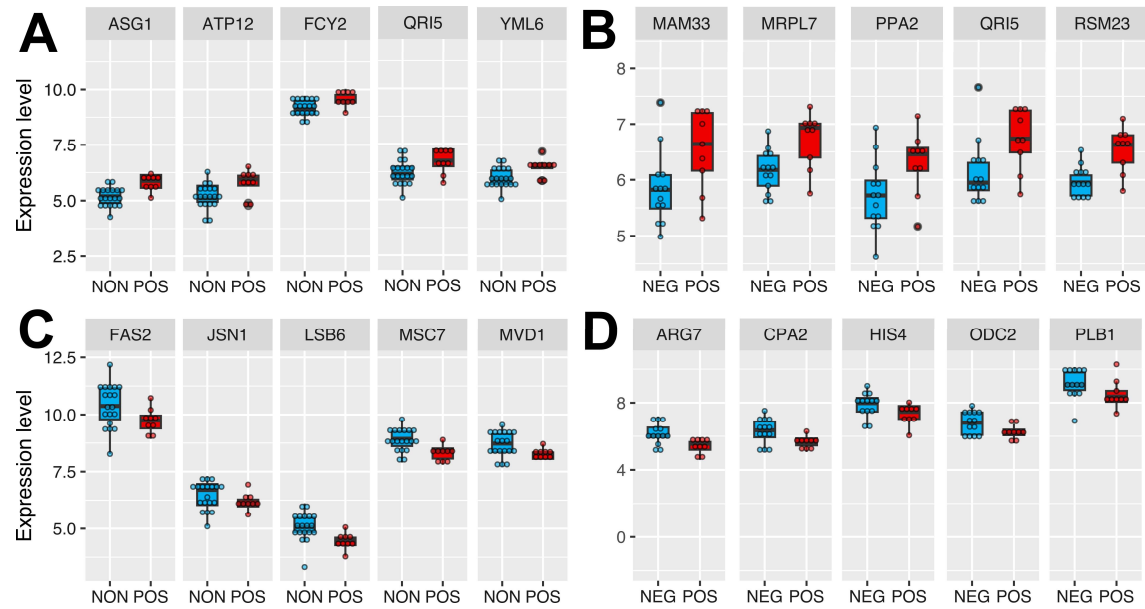 A
ASG1 ATP12 FCY2 QRI5 YML6
Expression level
10.0
7.5
5.0
2.5
NON POS NON POS NON POS NON POS NON POS
B
MAM33 MRPL7 PPA2 QRI5 RSM23
8
7
6
5
NEG POS NEG POS NEG POS NEG POS NEG POS
C
FAS2 JSN1 LSB6 MSC7 MVD1
Expression level
12.5
10.0
7.5
5.0
NON POS NON POS NON POS NON POS NON POS
D
ARG7 CPA2 HIS4 ODC2 PLB1
8
4
0
NEG POS NEG POS NEG POS NEG POS NEG POS